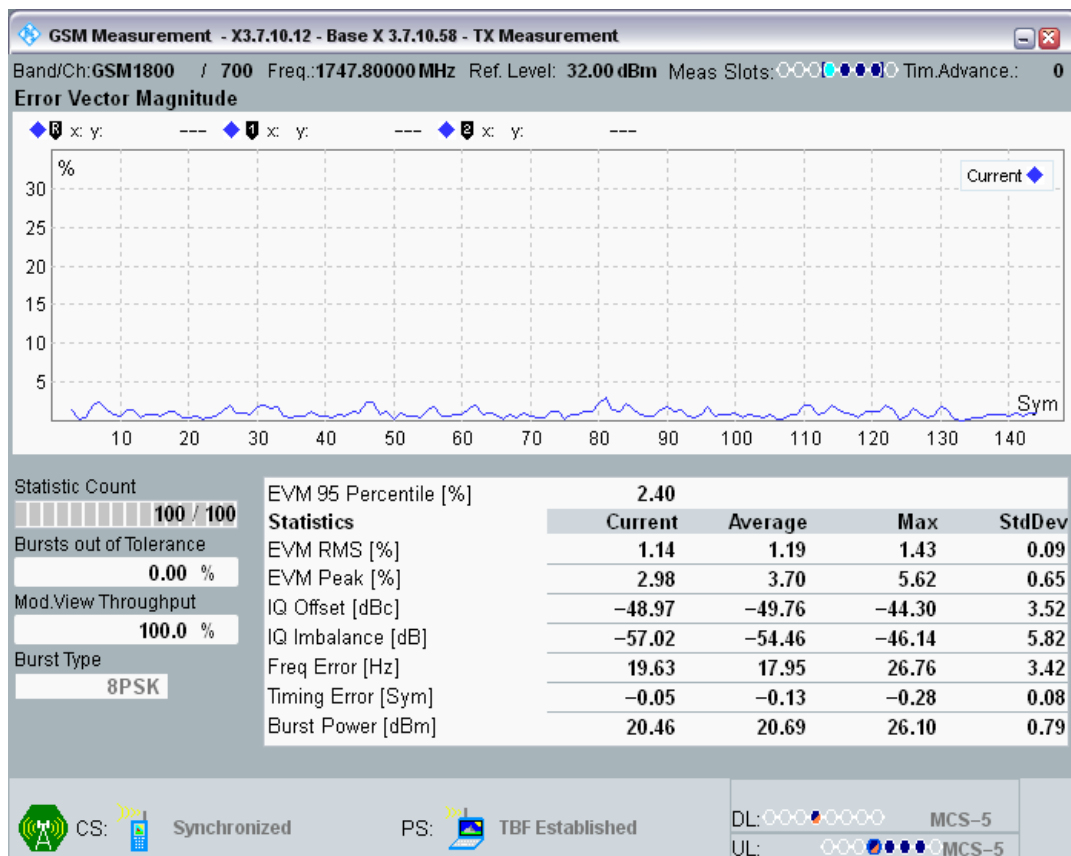 GSM Measurement - X3.7.10.12 - Base X 3.7.10.58 - TX Measurement
Band/Ch:GSM1800 / 700 Freq.:1747.80000 MHz Ref. Level: 32.00 dBm Meas Slots: Tim.Advance.: 0
Error Vector Magnitude
R x: y: --- 1 x: y: --- 2 x: y: ---
%
Current
30
25
20
15
10
5
Sym
10 20 30 40 50 60 70 80 90 100 110 120 130 140
Statistic Count
100 / 100
Bursts out of Tolerance
0.00 %
Mod.View Throughput
100.0 %
Burst Type
8PSK
EVM 95 Percentile [%] 2.40
Statistics Current Average Max StdDev
EVM RMS [%] 1.14 1.19 1.43 0.09
EVM Peak [%] 2.98 3.70 5.62 0.65
IQ Offset [dBc] −48.97 −49.76 −44.30 3.52
IQ Imbalance [dB] −57.02 −54.46 −46.14 5.82
Freq Error [Hz] 19.63 17.95 26.76 3.42
Timing Error [Sym] −0.05 −0.13 −0.28 0.08
Burst Power [dBm] 20.46 20.69 26.10 0.79
CS: Synchronized PS: TBF Established
DL: MCS−5
UL: MCS−5